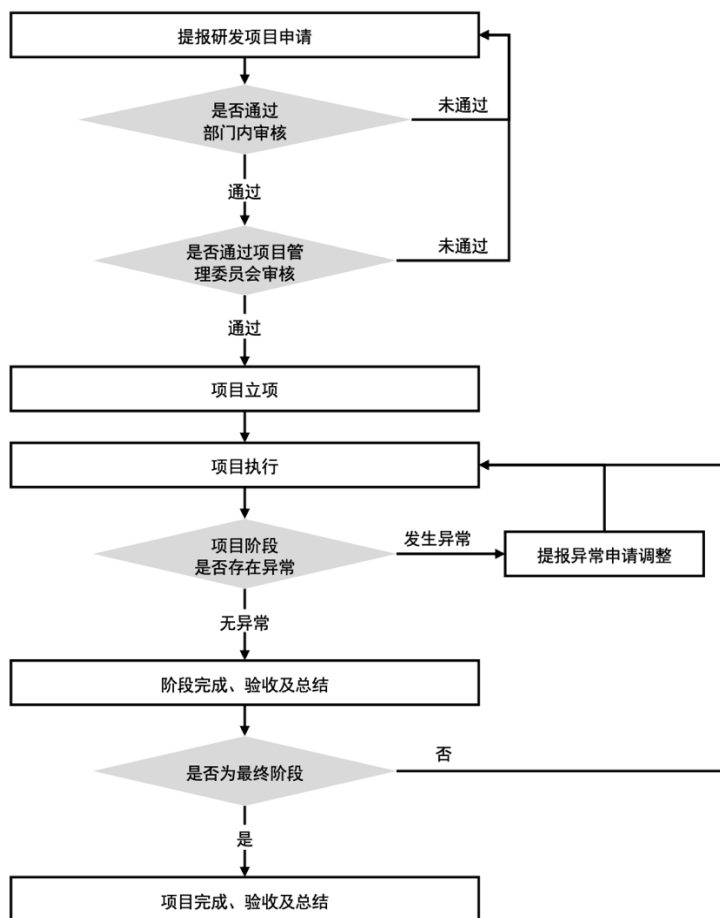 提报研发项目申请
是否通过
部门内审核
未通过
通过
是否通过项目管
理委员会审核
未通过
通过
项目立项
项目执行
项目阶段
是否存在异常
发生异常
提报异常申请调整
无异常
阶段完成、验收及总结
是否为最终阶段
否
是
项目完成、验收及总结